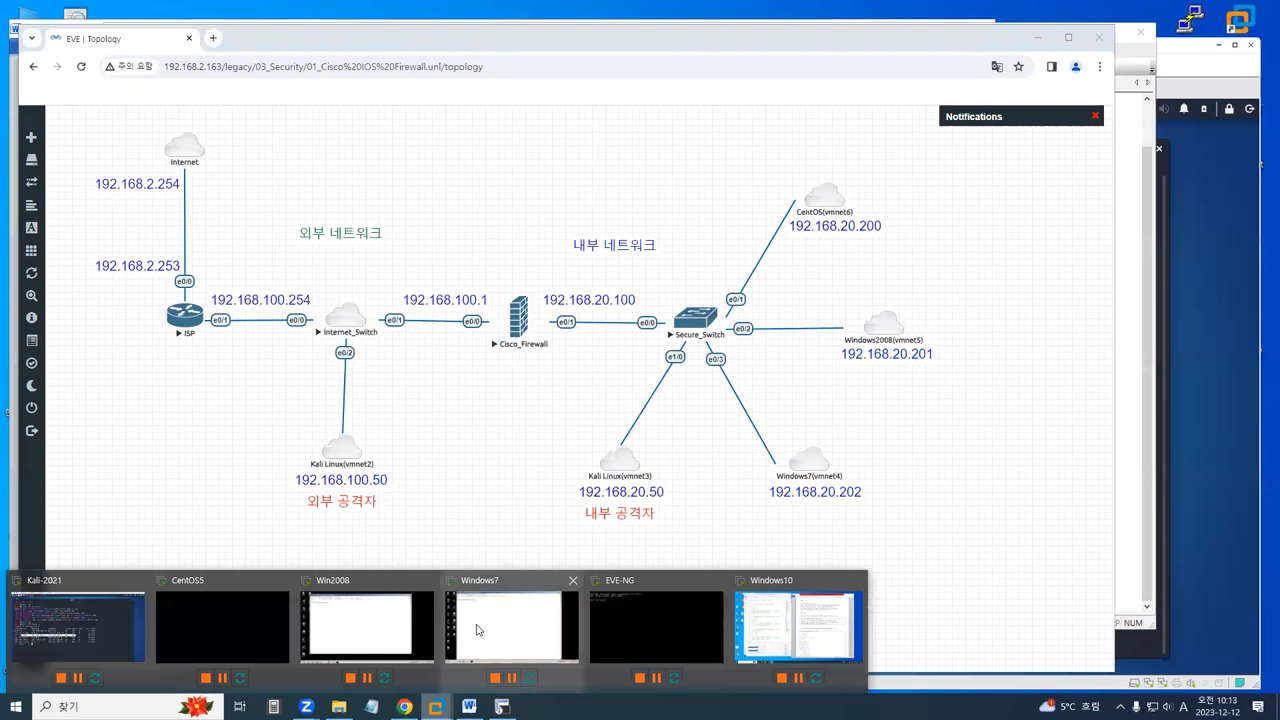 EVE | Topology
주의 요함
192.168.2.163/legacy/03_Security/01_Cisco%20IOS%20Firewall.unl/topology
Notifications
Internet
192.168.2.254
CentOS(vmnet6)
192.168.20.200
외부 네트워크
내부 네트워크
192.168.2.253
e0/0
192.168.100.254
192.168.100.1
192.168.20.100
e0/1
e0/1
e0/0
e0/1
e0/0
e0/1
e0/0
e0/2
ISP
Internet_Switch
Cisco_Firewall
Secure_Switch
Windows2008(vmnet5)
192.168.20.201
e0/2
e1/0
e0/3
Kali Linux(vmnet2)
192.168.100.50
외부 공격자
Kali Linux(vmnet3)
192.168.20.50
내부 공격자
Windows7(vmnet4)
192.168.20.202
Kali-2021
CentOS5
Win2008
Windows7
EVE-NG
Windows10
P NUM
찾기
5°C 흐림
A
오전 10:13
2023-12-12